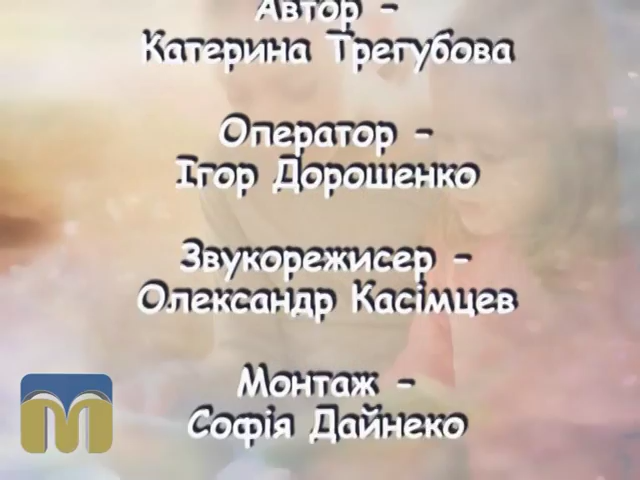 Автор –
Катерина Трегубова
Оператор –
Ігор Дорошенко
Звукорежисер –
Олександр Касімцев
Монтаж –
Софія Дайнеко